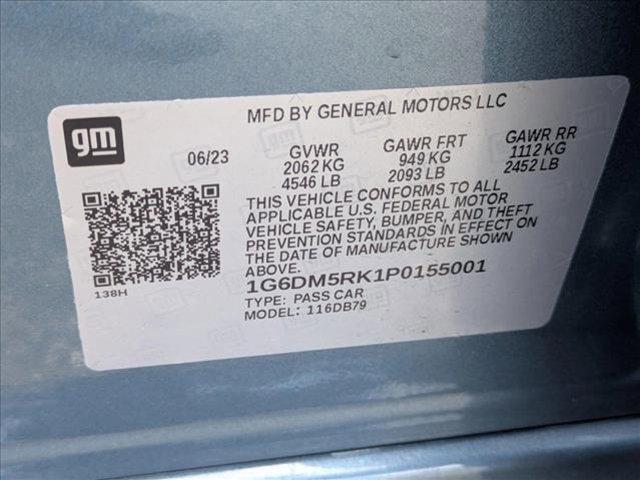 gm
MFD BY GENERAL MOTORS LLC
06/23 GVWR GAWR FRT GAWR RR
2062 KG 949 KG 1112 KG
4546 LB 2093 LB 2452 LB
THIS VEHICLE CONFORMS TO ALL
APPLICABLE U.S. FEDERAL MOTOR
VEHICLE SAFETY, BUMPER, AND THEFT
PREVENTION STANDARDS IN EFFECT ON
THE DATE OF MANUFACTURE SHOWN
ABOVE.
138H
1G6DM5RK1P0155001
TYPE: PASS CAR
MODEL: 116DB79